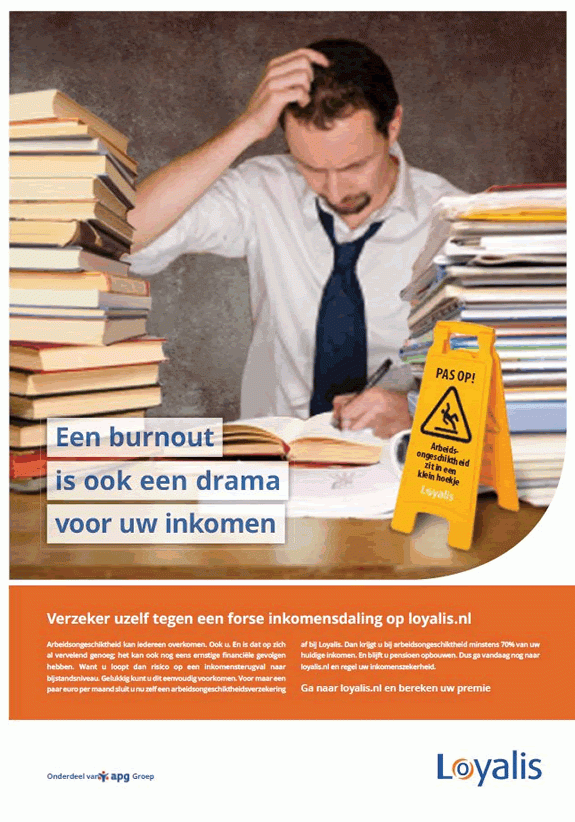 PAS OP!
Arbeids-
ongeschiktheid
zit in een
klein hoekje
Loyalis
Een burnout
is ook een drama
voor uw inkomen
Verzeker uzelf tegen een forse inkomensdaling op loyalis.nl
Arbeidsongeschiktheid kan iedereen overkomen. Ook u. En is dat op zich
al vervelend genoeg; het kan ook nog eens ernstige financiële gevolgen
hebben. Want u loopt dan risico op een inkomensterugval naar
bijstandsniveau. Gelukkig kunt u dit eenvoudig voorkomen. Voor maar een
paar euro per maand sluit u nu zelf een arbeidsongeschiktheidsverzekering
af bij Loyalis. Dan krijgt u bij arbeidsongeschiktheid minstens 70% van uw
huidige inkomen. En blijft u pensioen opbouwen. Dus ga vandaag nog naar
loyalis.nl en regel uw inkomenszekerheid.
Ga naar loyalis.nl en bereken uw premie
Onderdeel van apg Groep
Loyalis